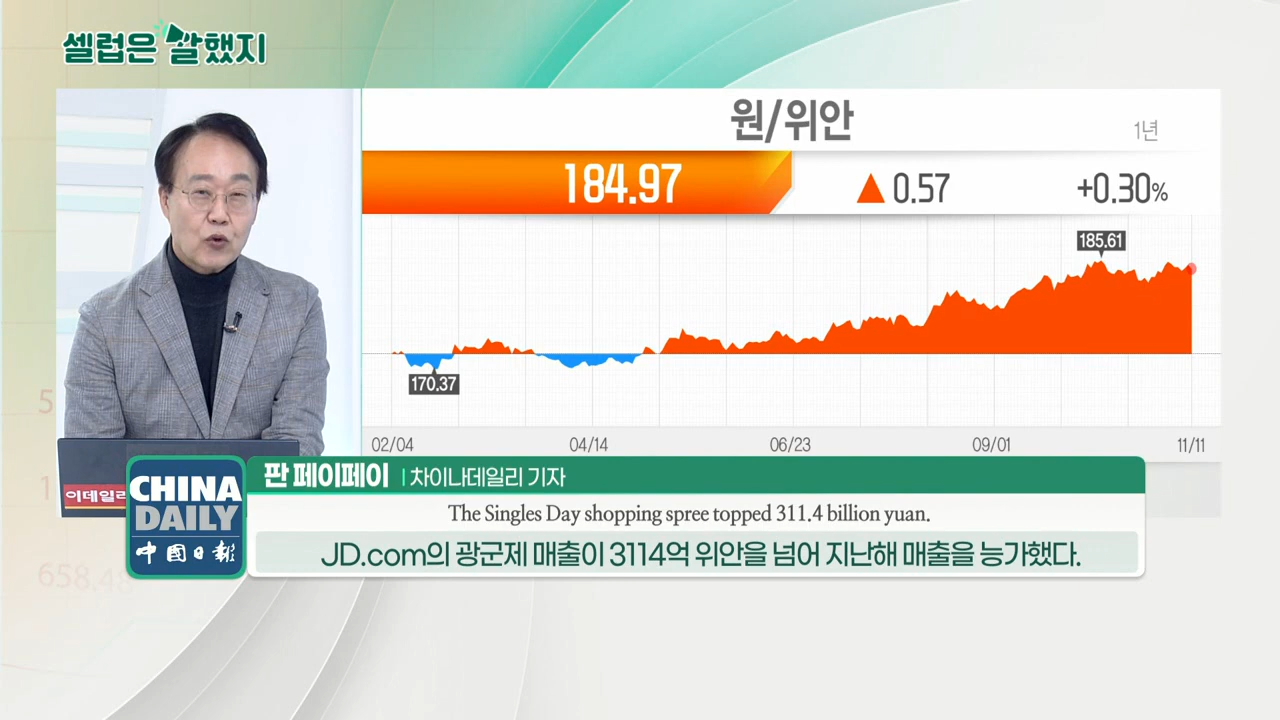 셀럽은 말했지
원/위안
1년
184.97
▲ 0.57
+0.30%
185.61
170.37
02/04
04/14
06/23
09/01
11/11
이데일리
CHINA
DAILY
中國日報
판 페이페이 | 차이나데일리 기자
The Singles Day shopping spree topped 311.4 billion yuan.
JD.com의 광군제 매출이 3114억 위안을 넘어 지난해 매출을 능가했다.
658.48